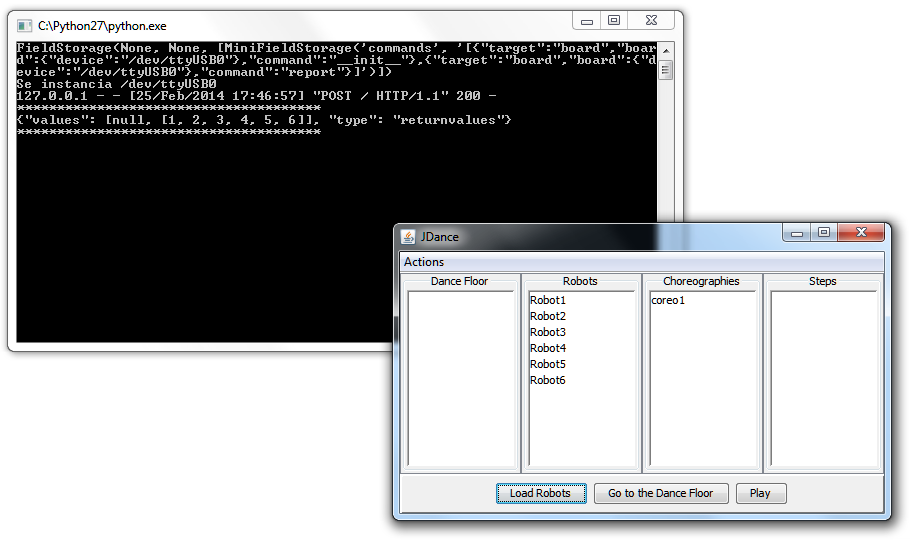 C:\Python27\python.exe
FieldStorage(None, None, [MiniFieldStorage('commands', '[{"target":"board","boar
d":{"device":"/dev/ttyUSB0"},"command":"__init__"},{"target":"board","board":{"d
evice":"/dev/ttyUSB0"},"command":"report"}]')])
Se instancia /dev/ttyUSB0
127.0.0.1 - - [25/Feb/2014 17:46:57] "POST / HTTP/1.1" 200 -
****************************************
{"values": [null, [1, 2, 3, 4, 5, 6]], "type": "returnvalues"}
****************************************
JDance
Actions
Dance Floor Robots Choreographies Steps
Robot1 coreo1
Robot2
Robot3
Robot4
Robot5
Robot6
Load Robots Go to the Dance Floor Play